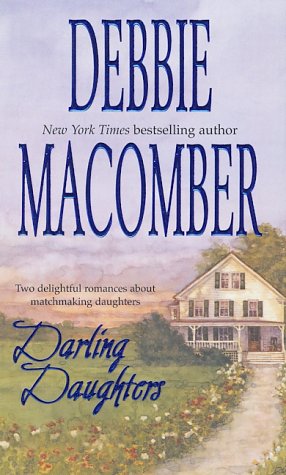 DEBBIE
New York Times bestselling author
MACOMBER
Two delightful romances about
matchmaking daughters
Darling
Daughters